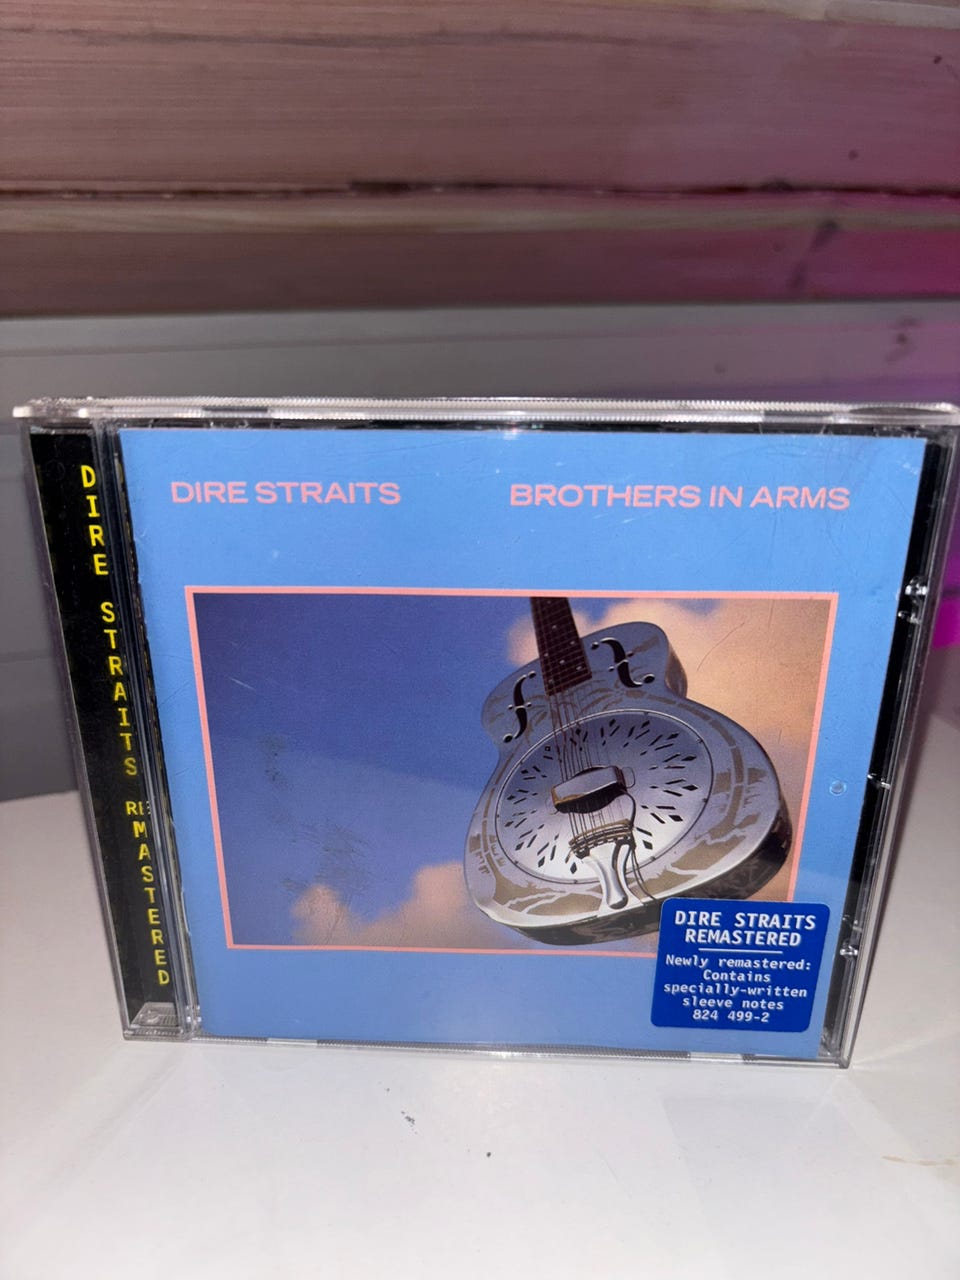 DIRE STRAITS REMASTERED
DIRE STRAITS
BROTHERS IN ARMS
DIRE STRAITS
REMASTERED
Newly remastered:
Contains
specially-written
sleeve notes
824 499-2